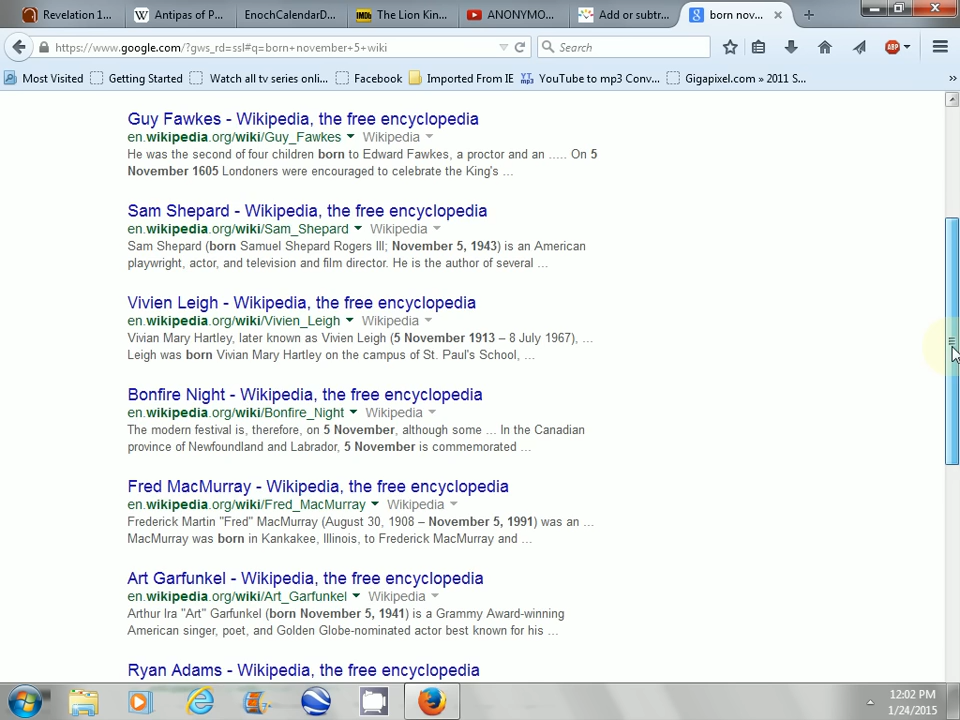 Revelation 1...
Antipas of P...
EnochCalendarD...
IMDb The Lion Kin...
ANONYMO...
Add or subtr...
born nov...
https://www.google.com/?gws_rd=ssl#q=born+november+5+wiki
Search
ABP
Most Visited
Getting Started
Watch all tv series onli...
Facebook
Imported From IE
YT mp3 YouTube to mp3 Conv...
Gigapixel.com » 2011 S...
Guy Fawkes - Wikipedia, the free encyclopedia
en.wikipedia.org/wiki/Guy_Fawkes Wikipedia
He was the second of four children born to Edward Fawkes, a proctor and an ..... On 5
November 1605 Londoners were encouraged to celebrate the King's ...
Sam Shepard - Wikipedia, the free encyclopedia
en.wikipedia.org/wiki/Sam_Shepard Wikipedia
Sam Shepard (born Samuel Shepard Rogers III; November 5, 1943) is an American
playwright, actor, and television and film director. He is the author of several ...
Vivien Leigh - Wikipedia, the free encyclopedia
en.wikipedia.org/wiki/Vivien_Leigh Wikipedia
Vivian Mary Hartley, later known as Vivien Leigh (5 November 1913 – 8 July 1967), ...
Leigh was born Vivian Mary Hartley on the campus of St. Paul's School, ...
Bonfire Night - Wikipedia, the free encyclopedia
en.wikipedia.org/wiki/Bonfire_Night Wikipedia
The modern festival is, therefore, on 5 November, although some ... In the Canadian
province of Newfoundland and Labrador, 5 November is commemorated ...
Fred MacMurray - Wikipedia, the free encyclopedia
en.wikipedia.org/wiki/Fred_MacMurray Wikipedia
Frederick Martin "Fred" MacMurray (August 30, 1908 – November 5, 1991) was an ...
MacMurray was born in Kankakee, Illinois, to Frederick MacMurray and ...
Art Garfunkel - Wikipedia, the free encyclopedia
en.wikipedia.org/wiki/Art_Garfunkel Wikipedia
Arthur Ira "Art" Garfunkel (born November 5, 1941) is a Grammy Award-winning
American singer, poet, and Golden Globe-nominated actor best known for his ...
Ryan Adams - Wikipedia, the free encyclopedia
12:02 PM
1/24/2015